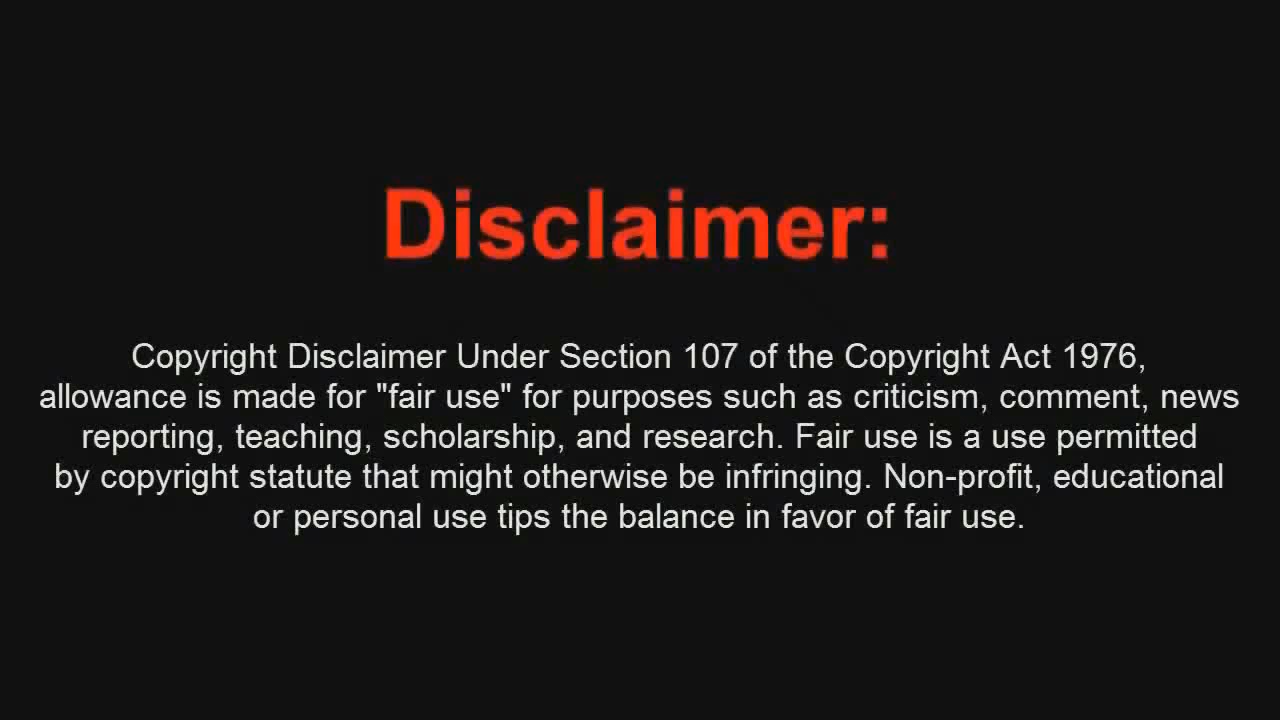 Disclaimer:
Copyright Disclaimer Under Section 107 of the Copyright Act 1976,
allowance is made for "fair use" for purposes such as criticism, comment, news
reporting, teaching, scholarship, and research. Fair use is a use permitted
by copyright statute that might otherwise be infringing. Non-profit, educational
or personal use tips the balance in favor of fair use.